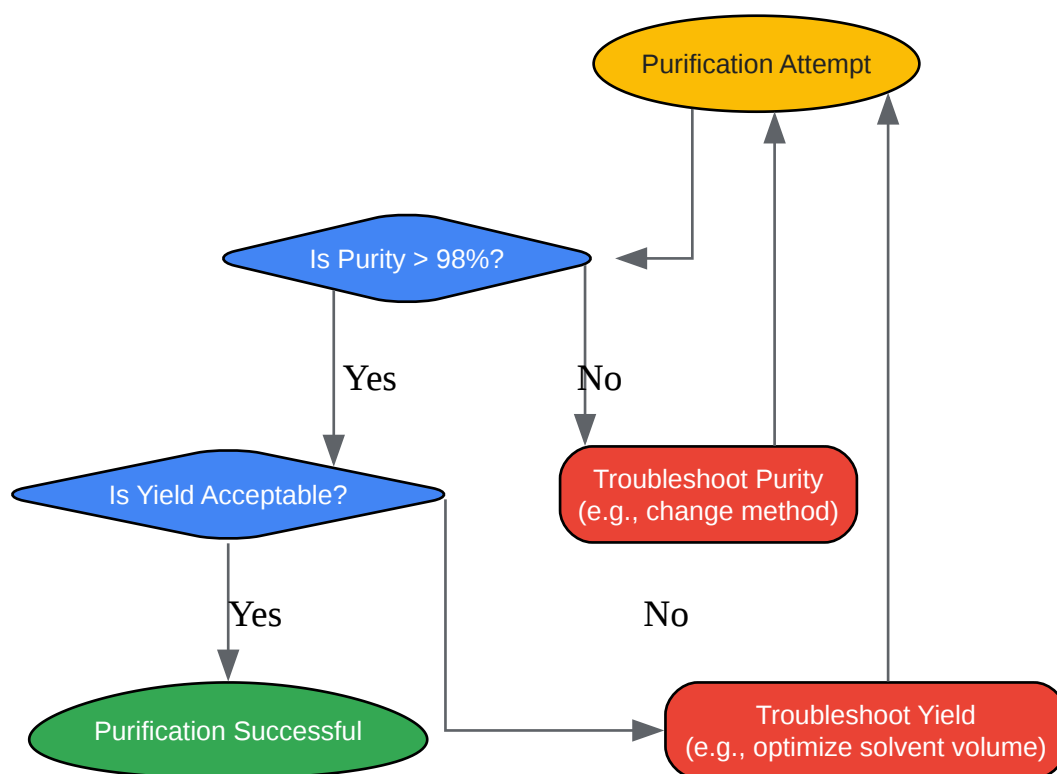 Purification Attempt
Is Purity > 98%?
Yes
No
Is Yield Acceptable?
Troubleshoot Purity
(e.g., change method)
Yes
No
Purification Successful
Troubleshoot Yield
(e.g., optimize solvent volume)